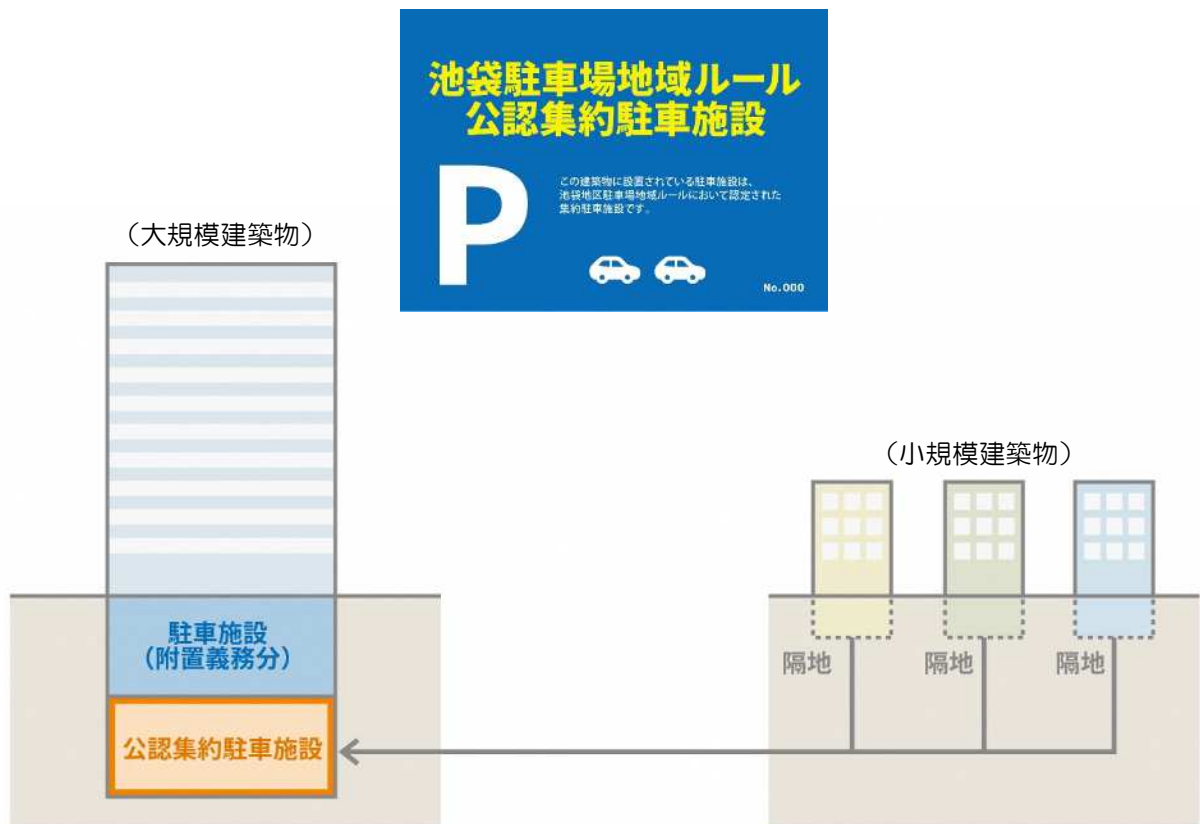 池袋駐車場地域ルール
公認集約駐車施設
P
この建築物に設置されている駐車施設は、
池袋地区駐車場地域ルールにおいて認定された
集約駐車施設です。
No.000
（大規模建築物）
（小規模建築物）
駐車施設
（附置義務分）
隔地
隔地
隔地
公認集約駐車施設